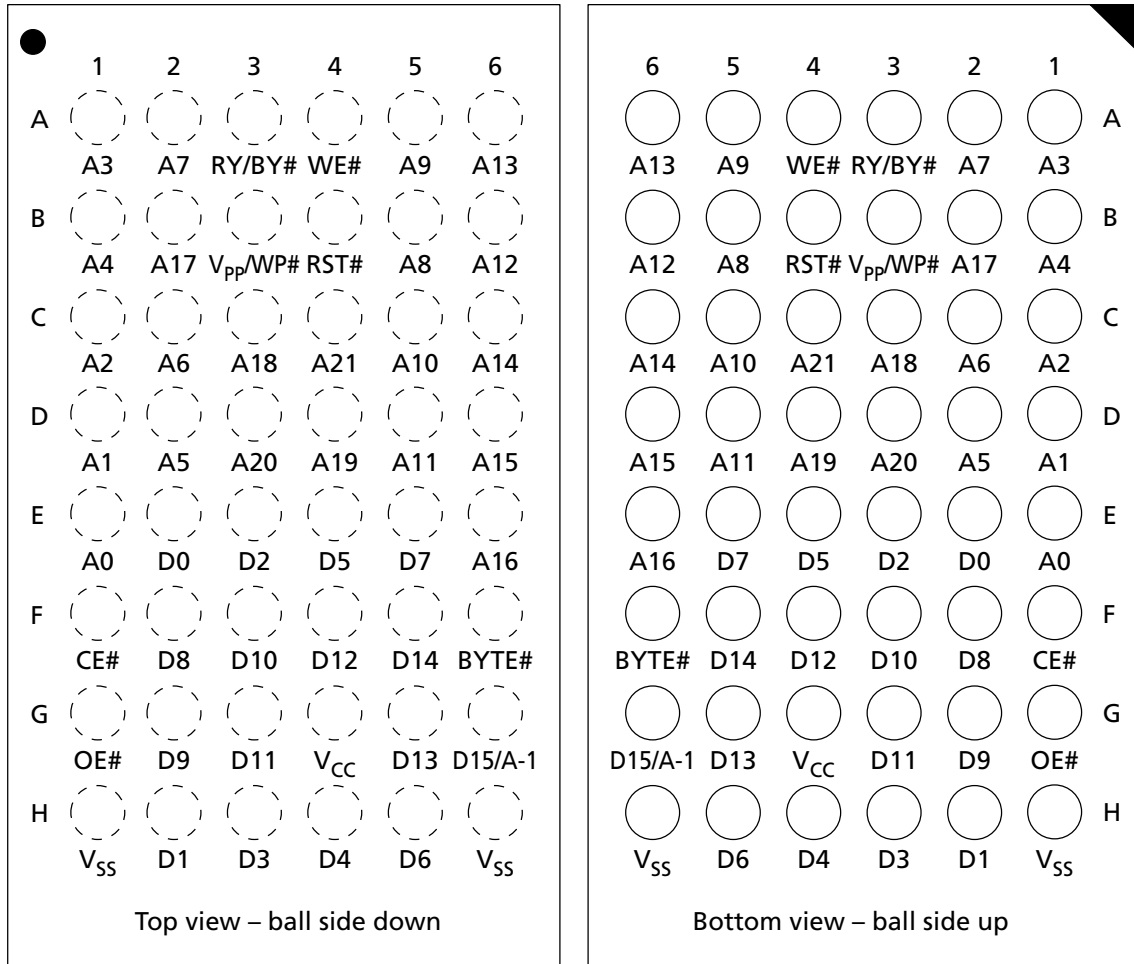 1 2 3 4 5 6
A
A3 A7 RY/BY# WE# A9 A13
B
A4 A17 VPP/WP# RST# A8 A12
C
A2 A6 A18 A21 A10 A14
D
A1 A5 A20 A19 A11 A15
E
A0 D0 D2 D5 D7 A16
F
CE# D8 D10 D12 D14 BYTE#
G
OE# D9 D11 VCC D13 D15/A-1
H
VSS D1 D3 D4 D6 VSS
Top view – ball side down
6 5 4 3 2 1
A
A13 A9 WE# RY/BY# A7 A3
B
A12 A8 RST# VPP/WP# A17 A4
C
A14 A10 A21 A18 A6 A2
D
A15 A11 A19 A20 A5 A1
E
A16 D7 D5 D2 D0 A0
F
BYTE# D14 D12 D10 D8 CE#
G
D15/A-1 D13 VCC D11 D9 OE#
H
VSS D6 D4 D3 D1 VSS
Bottom view – ball side up